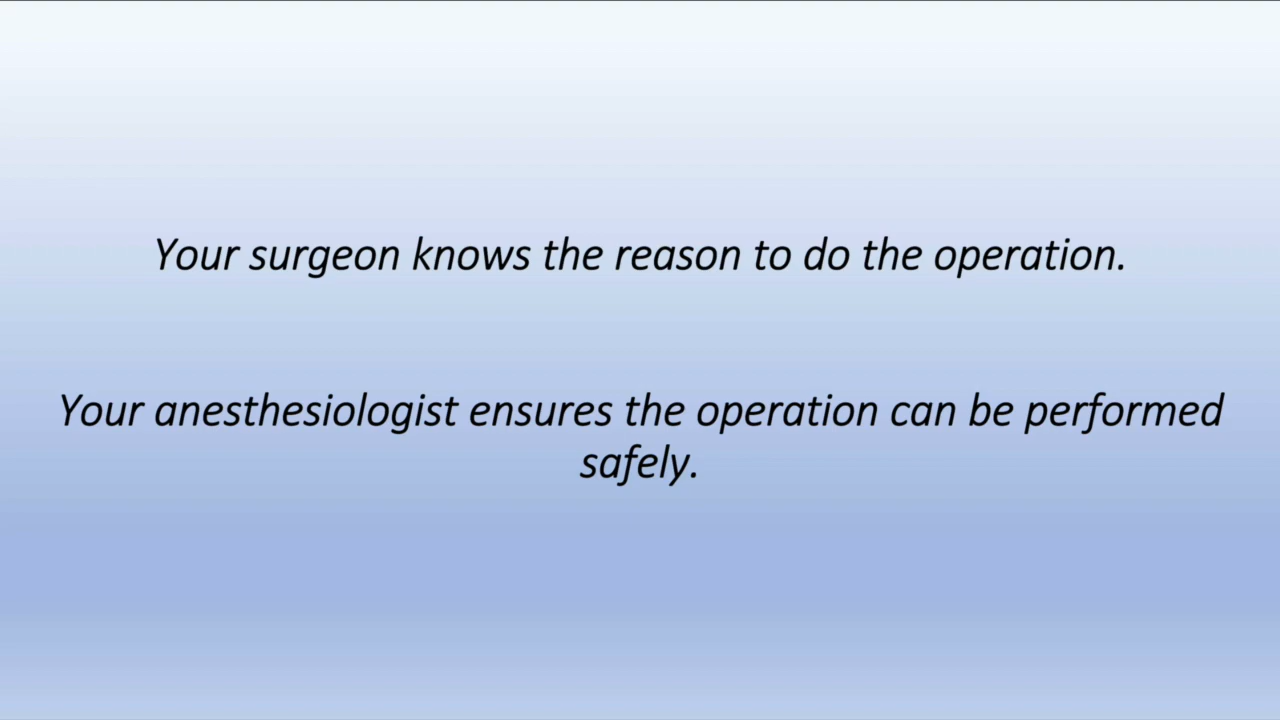 Your surgeon knows the reason to do the operation.
Your anesthesiologist ensures the operation can be performed
safely.